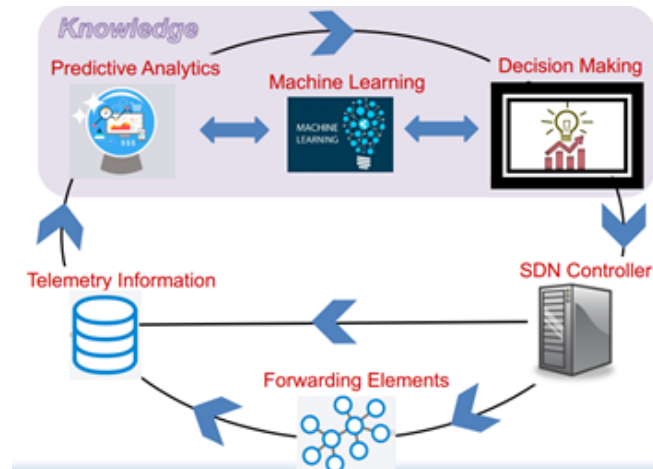 Knowledge
Predictive Analytics
Machine Learning
Decision Making
MACHINE
LEARNING
$$$
Telemetry Information
SDN Controller
Forwarding Elements